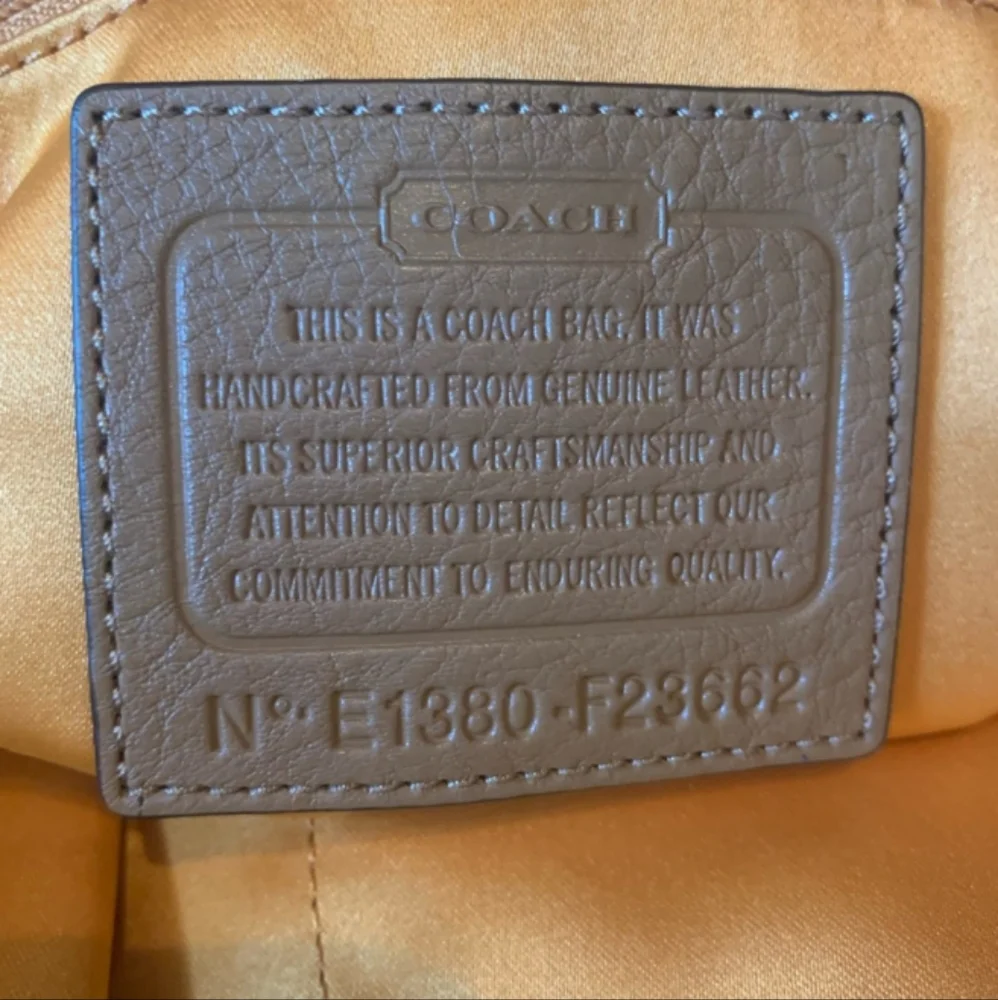 COACH
THIS IS A COACH BAG. IT WAS
HANDCRAFTED FROM GENUINE LEATHER.
ITS SUPERIOR CRAFTSMANSHIP AND
ATTENTION TO DETAIL REFLECT OUR
COMMITMENT TO ENDURING QUALITY.
Nº· E1380-F23662